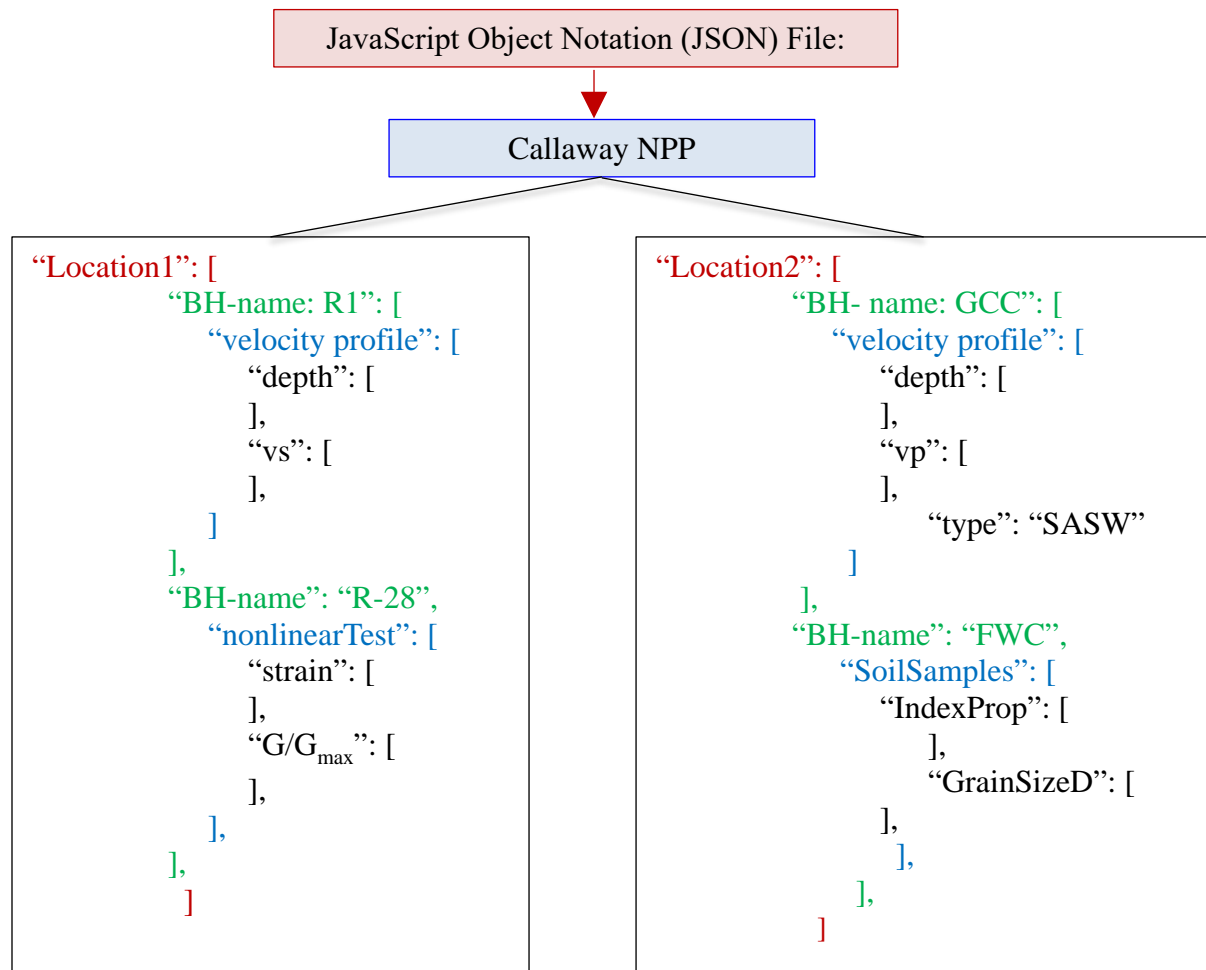 JavaScript Object Notation (JSON) File:
Callaway NPP
“Location1”: [
“BH-name: R1”: [
“velocity profile”: [
“depth”: [
],
“vs”: [
],
]
],
“BH-name”: “R-28”,
“nonlinearTest”: [
“strain”: [
],
“G/Gmax”: [
],
],
],
]
“Location2”: [
“BH- name: GCC”: [
“velocity profile”: [
“depth”: [
],
“vp”: [
],
“type”: “SASW”
]
],
“BH-name”: “FWC”,
“SoilSamples”: [
“IndexProp”: [
],
“GrainSizeD”: [
],
],
],
]